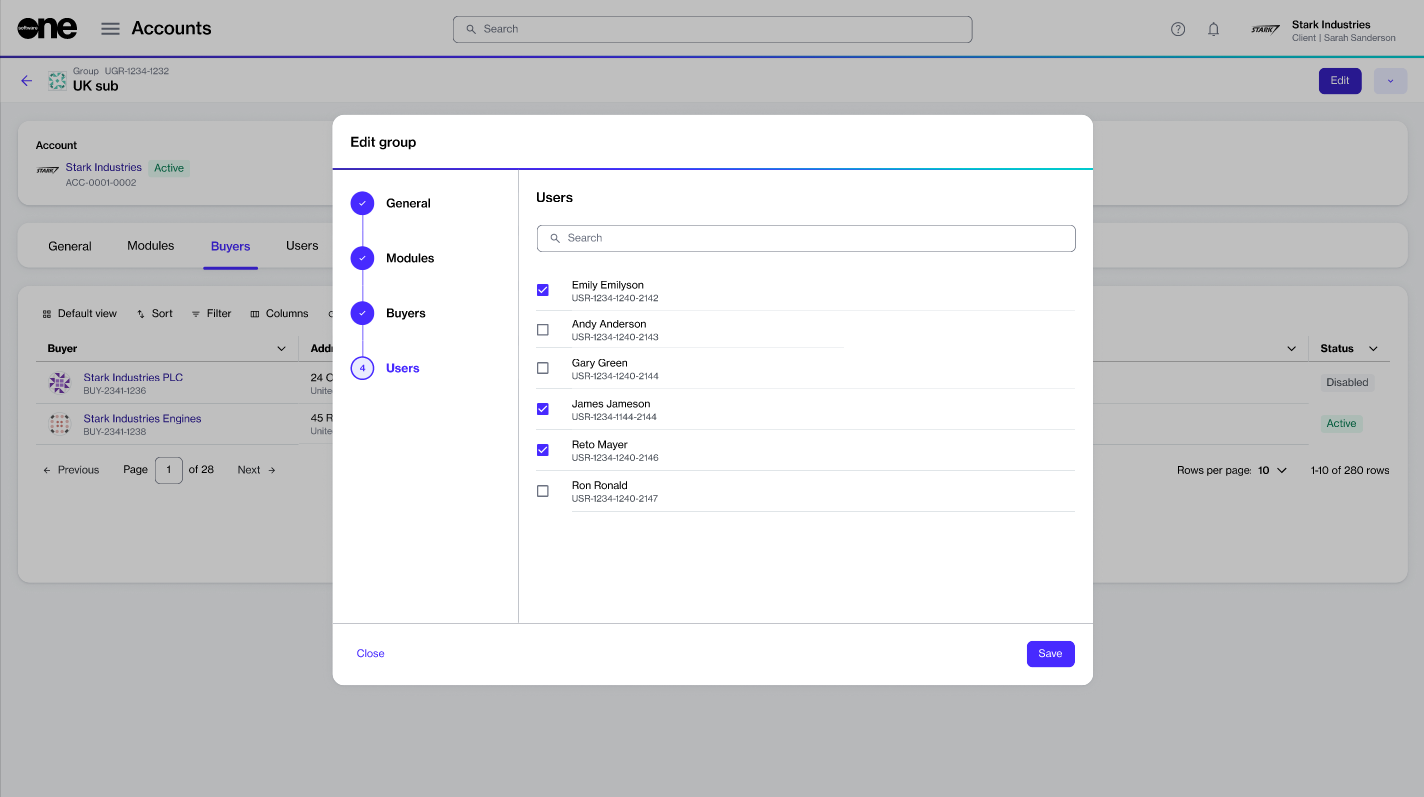 software one
Accounts
Search
STARK
Stark Industries
Client | Sarah Sanderson
Group UGR-1234-1232
UK sub
Edit
Account
STARK
Stark Industries
Active
ACC-0001-0002
General
Modules
Buyers
Users
Default view
Sort
Filter
Columns
Buyer
Status
Stark Industries PLC
BUY-2341-1236
24
Disabled
Stark Industries Engines
BUY-2341-1238
45
Active
Previous
Page 1 of 28
Next
Rows per page: 10
1-10 of 280 rows
Edit group
General
Modules
Buyers
4
Users
Users
Search
Emily Emilyson
USR-1234-1240-2142
Andy Anderson
USR-1234-1240-2143
Gary Green
USR-1234-1240-2144
James Jameson
USR-1234-1144-2144
Reto Mayer
USR-1234-1240-2146
Ron Ronald
USR-1234-1240-2147
Close
Save